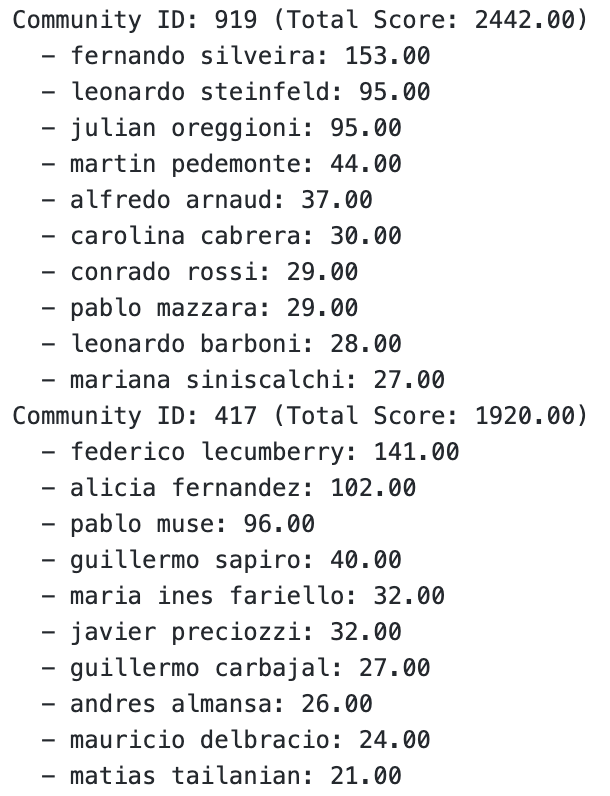 Community ID: 919 (Total Score: 2442.00)
– fernando silveira: 153.00
– leonardo steinfeld: 95.00
– julian oreggioni: 95.00
– martin pedemonte: 44.00
– alfredo arnaud: 37.00
– carolina cabrera: 30.00
– conrado rossi: 29.00
– pablo mazzara: 29.00
– leonardo barboni: 28.00
– mariana siniscalchi: 27.00
Community ID: 417 (Total Score: 1920.00)
– federico lecumberry: 141.00
– alicia fernandez: 102.00
– pablo muse: 96.00
– guillermo sapiro: 40.00
– maria ines fariello: 32.00
– javier preciozzi: 32.00
– guillermo carbajal: 27.00
– andres almansa: 26.00
– mauricio delbracio: 24.00
– matias tailanian: 21.00